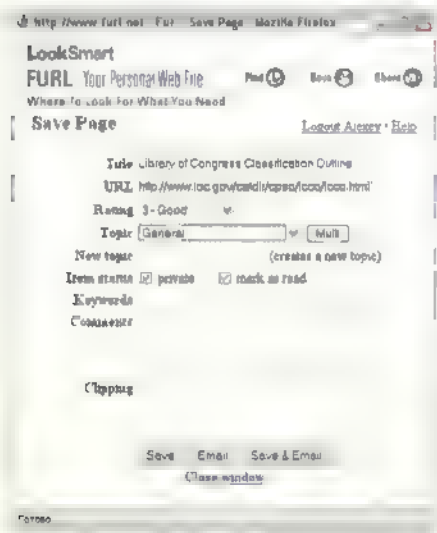 http://www.furl.net - Furl - Save Page - Mozilla Firefox
LookSmart
FURL Your Personal Web File Find Save Share
Where To Look For What You Need
Save Page Logout Alexey • Help
Title Library of Congress Classification Outline
URL http://www.loc.gov/catdir/cpso/lcco/lcco.html
Rating 3 - Good
Topic General Multi
New topic (creates a new topic)
Item status private mark as read
Keywords
Comments
Clipping
Save Email Save & Email
Close window